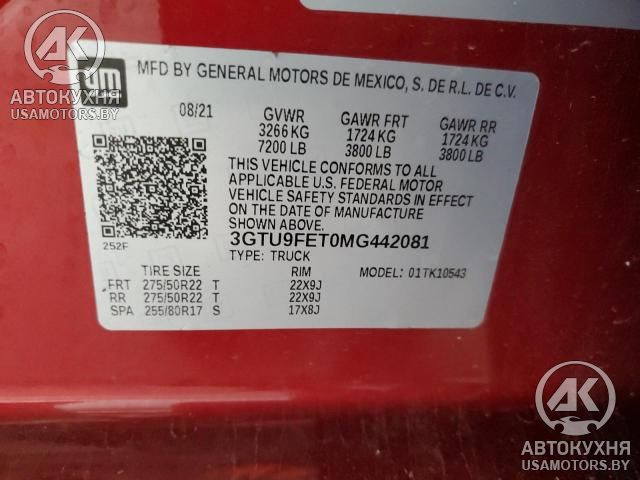 gm
MFD BY GENERAL MOTORS DE MEXICO, S. DE R.L. DE C.V.
08/21 GVWR GAWR FRT GAWR RR
3266 KG 1724 KG 1724 KG
7200 LB 3800 LB 3800 LB
THIS VEHICLE CONFORMS TO ALL
APPLICABLE U.S. FEDERAL MOTOR
VEHICLE SAFETY STANDARDS IN EFFECT
ON THE DATE OF MANUFACTURE
SHOWN ABOVE.
252F 3GTU9FET0MG442081
TYPE: TRUCK
TIRE SIZE RIM MODEL: 01TK10543
FRT 275/50R22 T 22X9J
RR 275/50R22 T 22X9J
SPA 255/80R17 S 17X8J
АК
АВТОКУХНЯ
USAMOTORS.BY
АК
АВТОКУХНЯ
USAMOTORS.BY